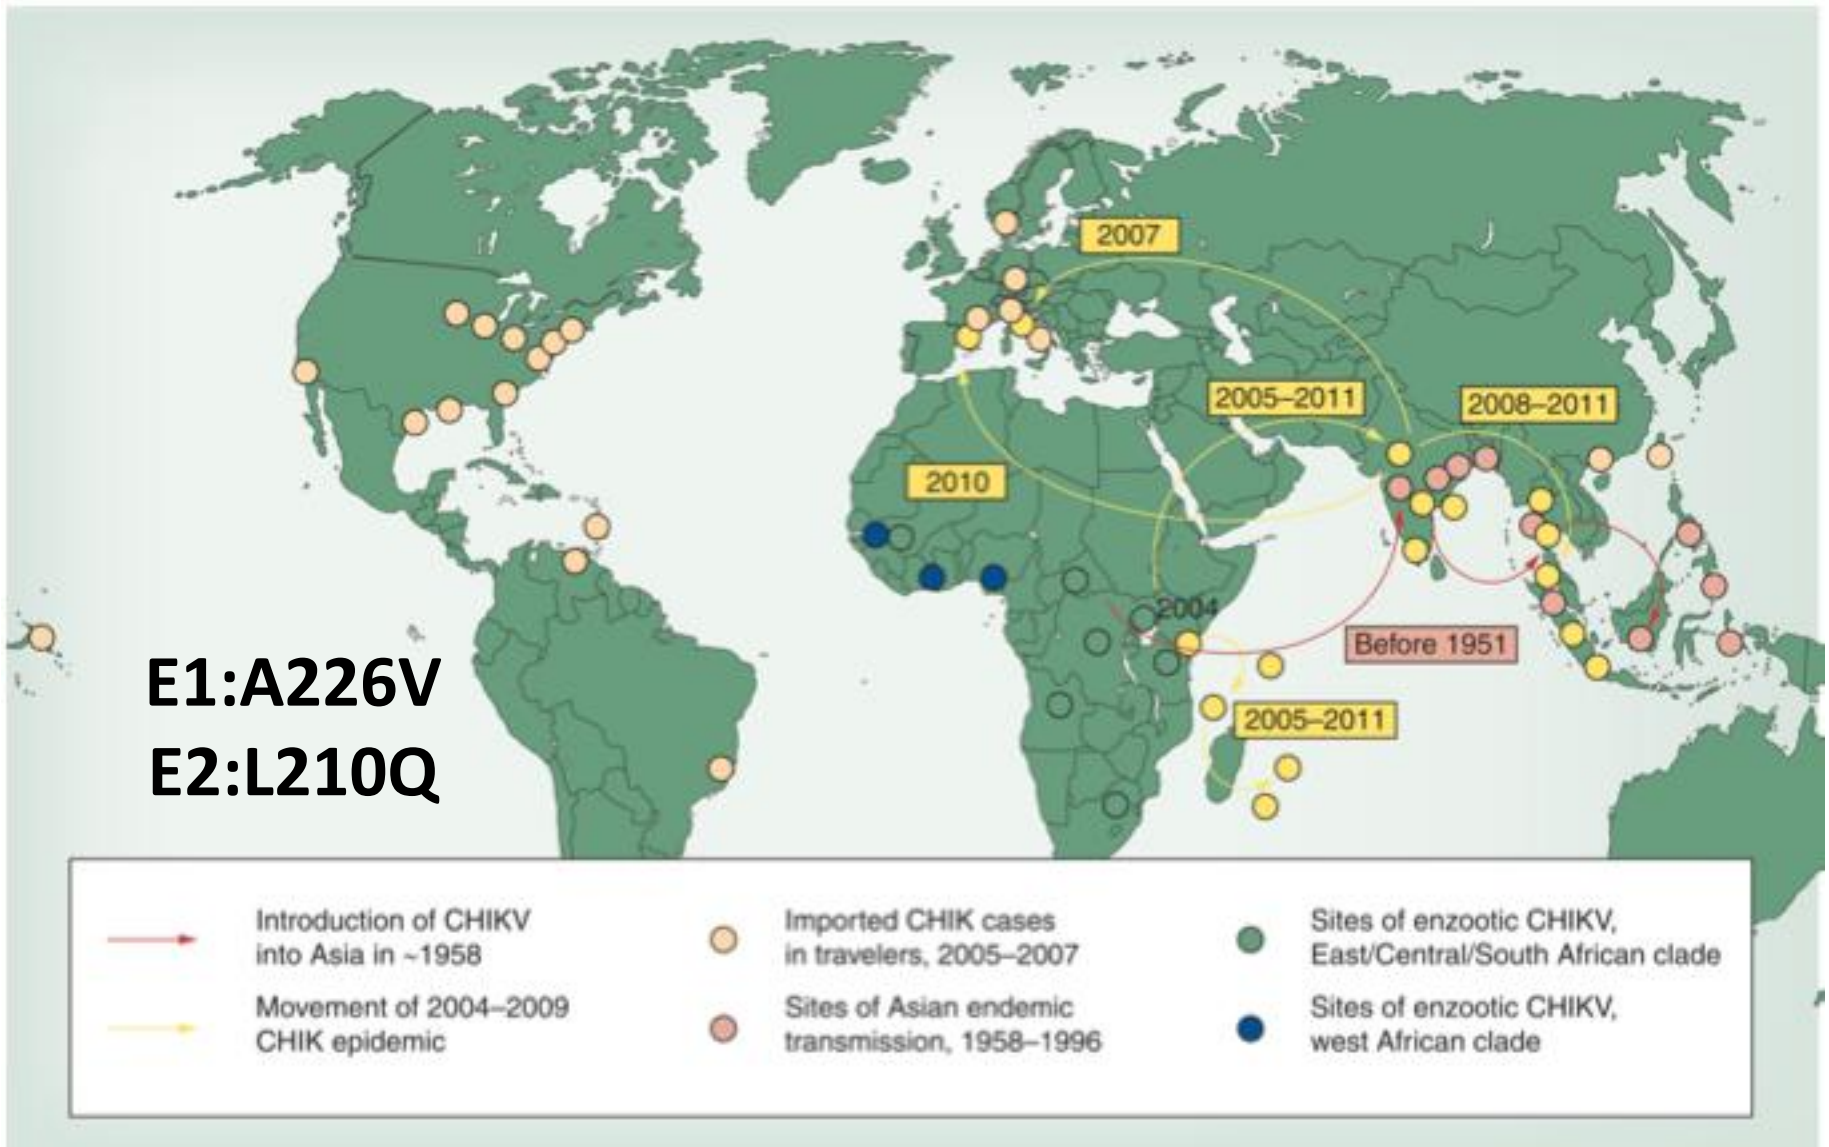 2007
2005–2011
2008–2011
2010
2004
Before 1951
E1:A226V
2005–2011
E2:L210Q
Introduction of CHIKV
into Asia in ~1958
Movement of 2004–2009
CHIK epidemic
Imported CHIK cases
in travelers, 2005–2007
Sites of Asian endemic
transmission, 1958–1996
Sites of enzootic CHIKV,
East/Central/South African clade
Sites of enzootic CHIKV,
west African clade